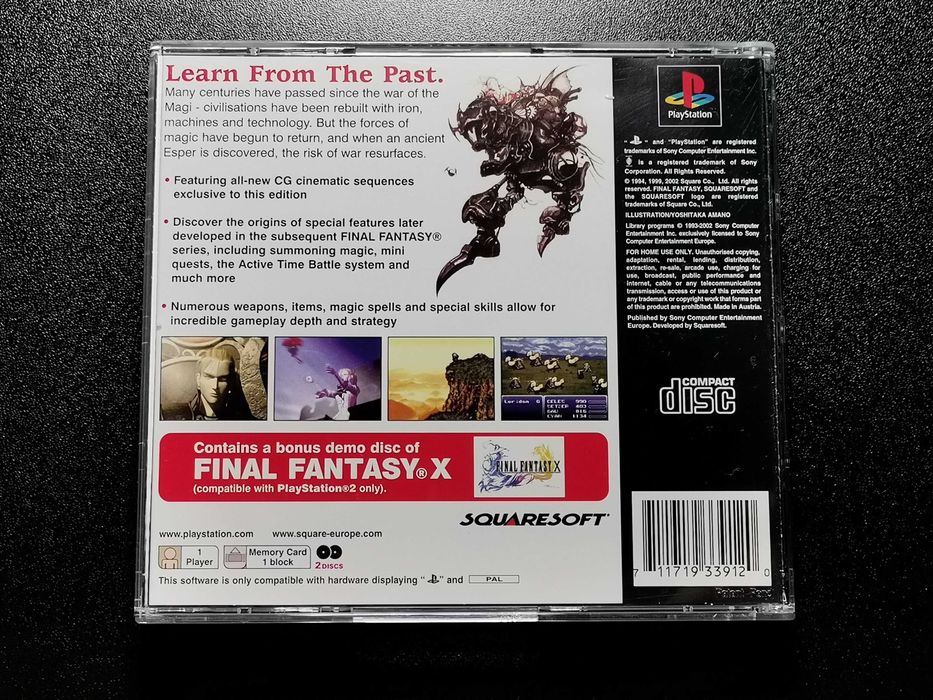 Learn From The Past.
Many centuries have passed since the war of the
Magi - civilisations have been rebuilt with iron,
machines and technology. But the forces of
magic have begun to return, and when an ancient
Esper is discovered, the risk of war resurfaces.
• Featuring all-new CG cinematic sequences
exclusive to this edition
• Discover the origins of special features later
developed in the subsequent FINAL FANTASY®
series, including summoning magic, mini
quests, the Active Time Battle system and
much more
• Numerous weapons, items, magic spells and special skills allow for
incredible gameplay depth and strategy
CELES 990
SETZER 403
GAU 816
CYAN 1134
Contains a bonus demo disc of
FINAL FANTASY® X
(compatible with PlayStation®2 only).
FINAL FANTASY X
SQUARESOFT
www.playstation.com www.square-europe.com
1
Player
Memory Card
1 block
2 DISCS
This software is only compatible with hardware displaying " " and PAL
PlayStation
" " and "PlayStation" are registered
trademarks of Sony Computer Entertainment Inc.
is a registered trademark of Sony
Corporation. All Rights Reserved.
© 1994, 1999, 2002 Square Co., Ltd. All rights
reserved. FINAL FANTASY, SQUARESOFT and
the SQUARESOFT logo are registered
trademarks of Square Co., Ltd.
ILLUSTRATION/YOSHITAKA AMANO
Library programs © 1993-2002 Sony Computer
Entertainment Inc. exclusively licensed to Sony
Computer Entertainment Europe.
FOR HOME USE ONLY. Unauthorised copying,
adaptation, rental, lending, distribution,
extraction, re-sale, arcade use, charging for
use, broadcast, public performance and
internet, cable or any telecommunications
transmission, access or use of this product or
any trademark or copyright work that forms part
of this product are prohibited. Made in Austria.
Published by Sony Computer Entertainment
Europe. Developed by Squaresoft.
COMPACT
disc
7 11719 33912 0